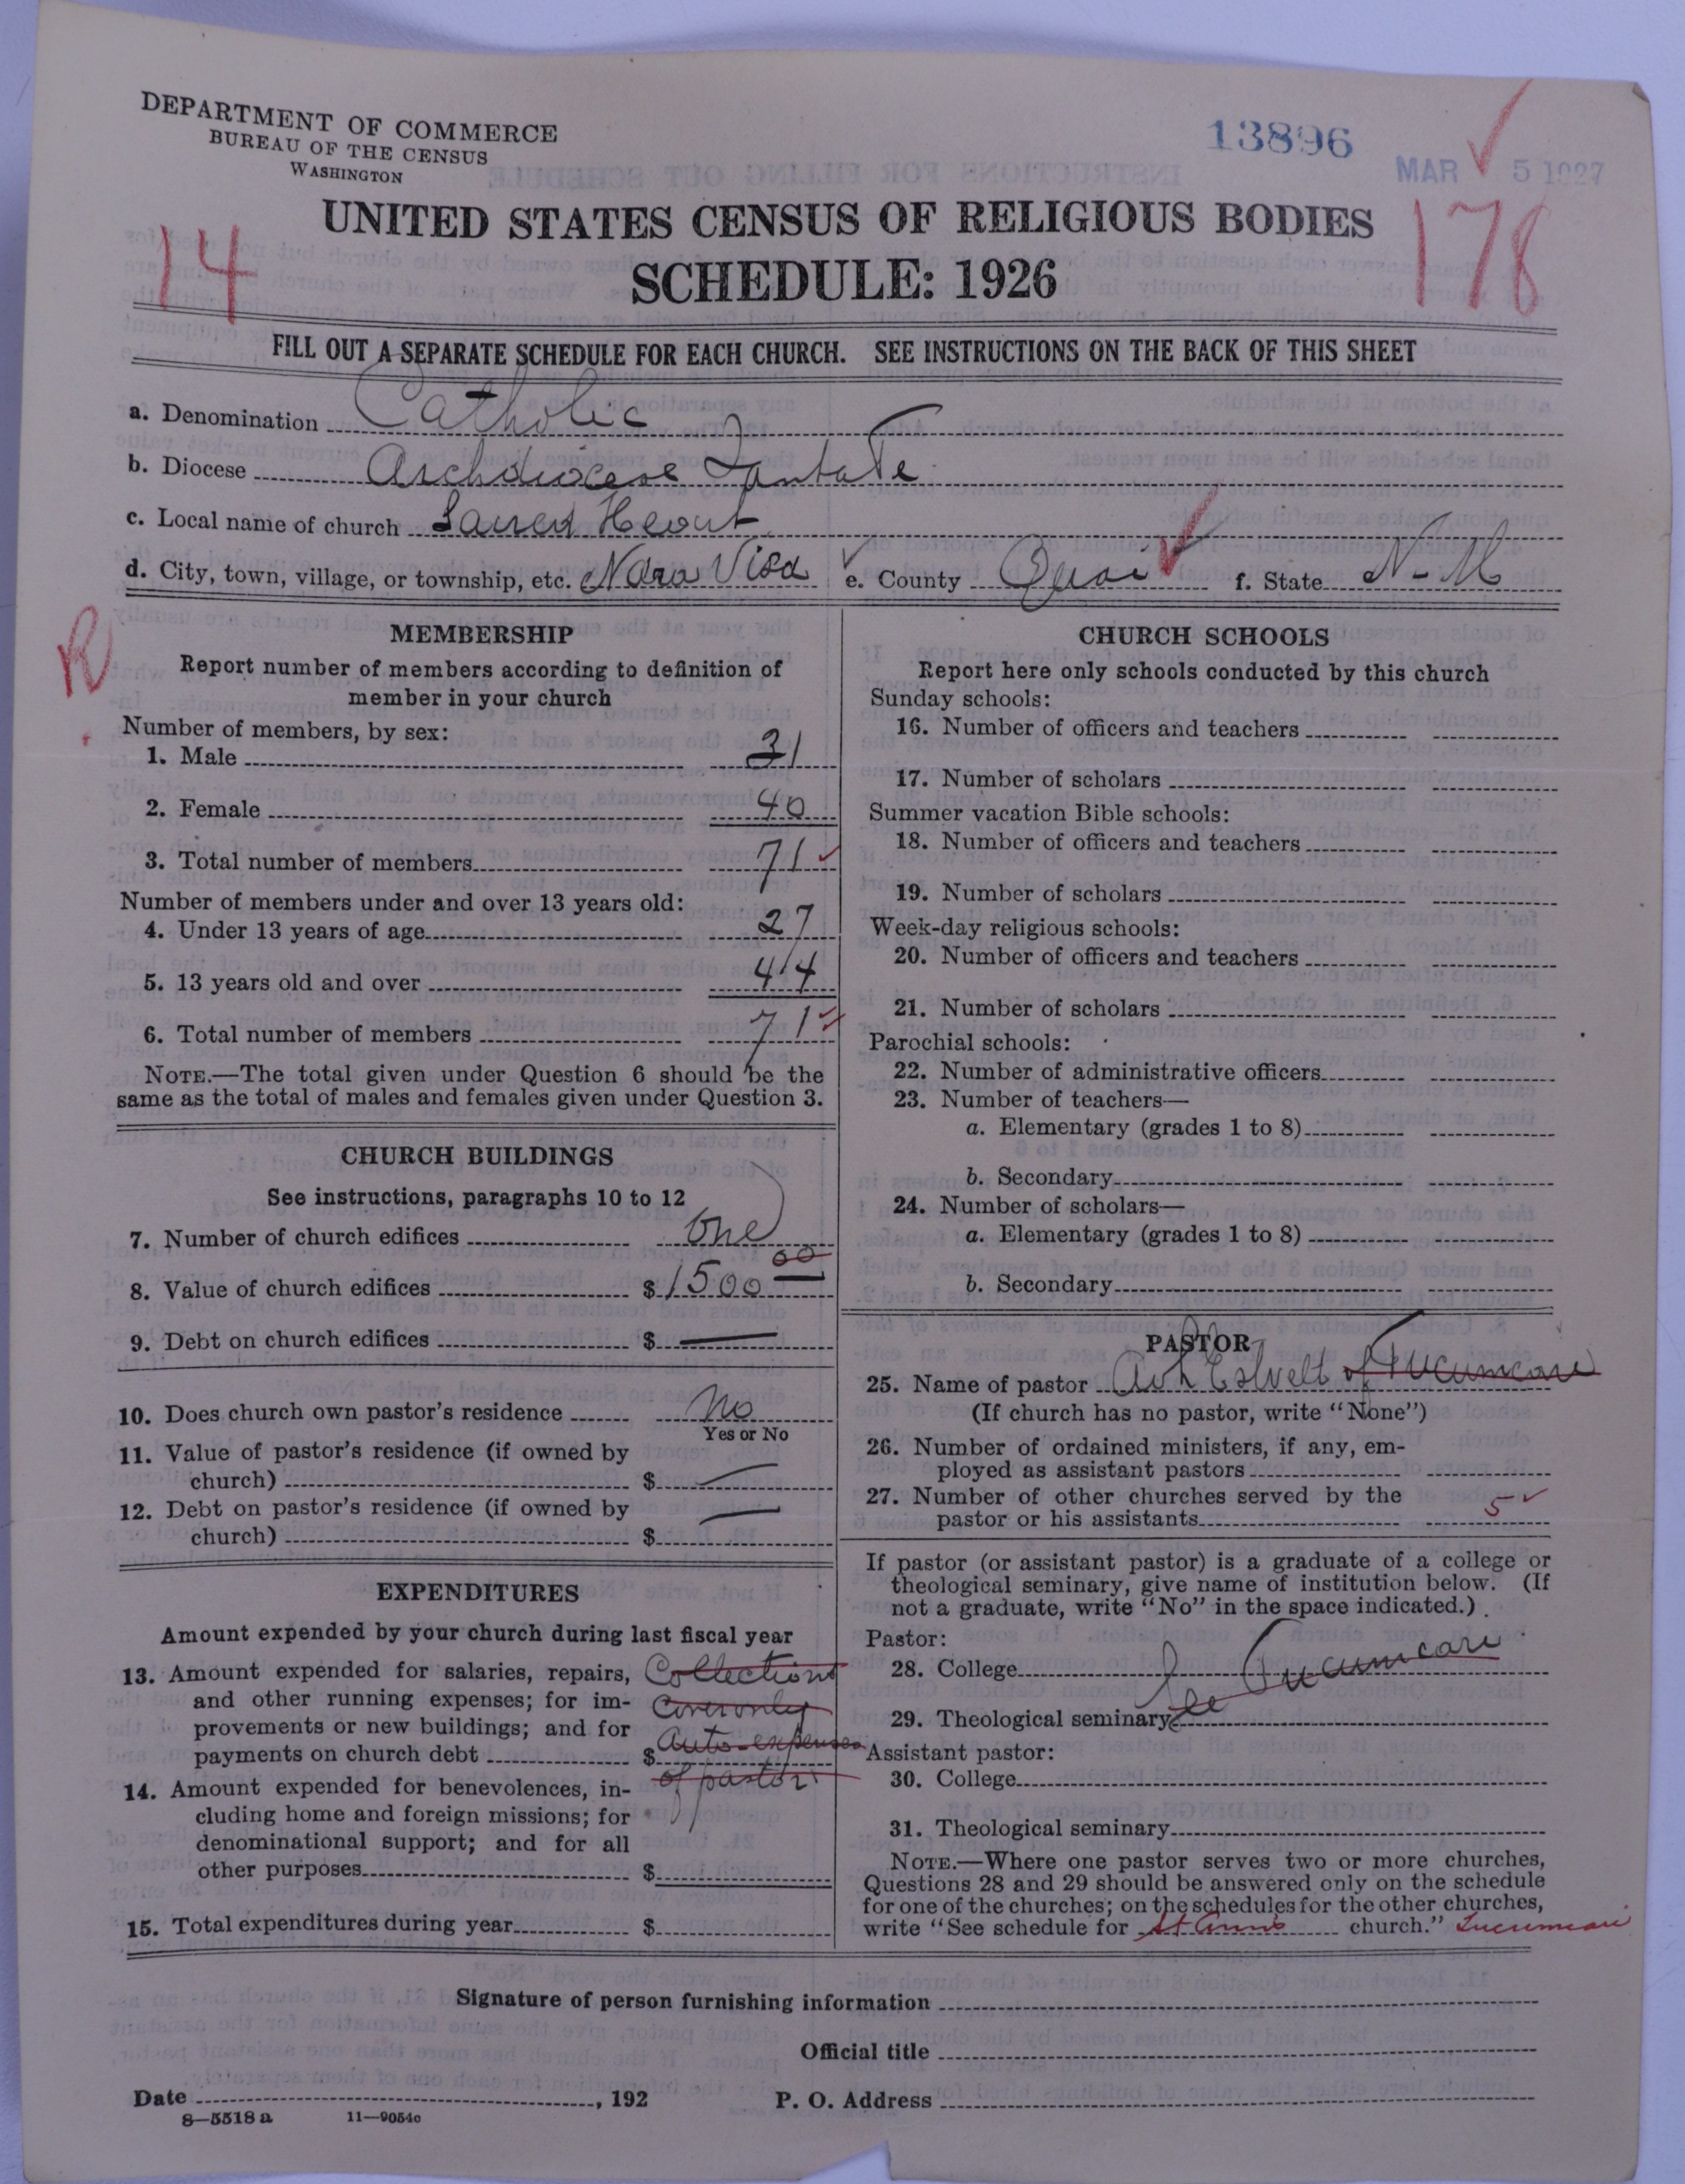 DEPARTMENT OF COMMERCE
BUREAU OF THE CENSUS
WASHINGTON
13896
MAR 5 1927
UNITED STATES CENSUS OF RELIGIOUS BODIES
14
178
SCHEDULE: 1926
FILL OUT A SEPARATE SCHEDULE FOR EACH CHURCH. SEE INSTRUCTIONS ON THE BACK OF THIS SHEET
a. Denomination Catholic
b. Diocese Archdiocese Santa Fe
c. Local name of church Sacred Heart
d. City, town, village, or township, etc. Nara Visa e. County Quai f. State N-M
R
MEMBERSHIP
Report number of members according to definition of
member in your church
Number of members, by sex:
1. Male 31
2. Female 40
3. Total number of members 71
Number of members under and over 13 years old:
4. Under 13 years of age 27
5. 13 years old and over 44
6. Total number of members 71
NOTE.—The total given under Question 6 should be the
same as the total of males and females given under Question 3.
CHURCH BUILDINGS
See instructions, paragraphs 10 to 12
7. Number of church edifices One
8. Value of church edifices $1500 00
9. Debt on church edifices $ —
10. Does church own pastor's residence No
Yes or No
11. Value of pastor's residence (if owned by
church) $ —
12. Debt on pastor's residence (if owned by
church) $ —
EXPENDITURES
Amount expended by your church during last fiscal year
13. Amount expended for salaries, repairs, Collections
and other running expenses; for im-
provements or new buildings; and for
payments on church debt $ Auto-expenses
of pastor
14. Amount expended for benevolences, in-
cluding home and foreign missions; for
denominational support; and for all
other purposes $
15. Total expenditures during year $
CHURCH SCHOOLS
Report here only schools conducted by this church
Sunday schools:
16. Number of officers and teachers
17. Number of scholars
Summer vacation Bible schools:
18. Number of officers and teachers
19. Number of scholars
Week-day religious schools:
20. Number of officers and teachers
21. Number of scholars
Parochial schools:
22. Number of administrative officers
23. Number of teachers—
a. Elementary (grades 1 to 8)
b. Secondary
24. Number of scholars—
a. Elementary (grades 1 to 8)
b. Secondary
PASTOR
25. Name of pastor of Tucumcari
(If church has no pastor, write "None")
26. Number of ordained ministers, if any, em-
ployed as assistant pastors
27. Number of other churches served by the
pastor or his assistants 5
If pastor (or assistant pastor) is a graduate of a college or
theological seminary, give name of institution below. (If
not a graduate, write "No" in the space indicated.)
Pastor:
28. College See Tucumcari
29. Theological seminary
Assistant pastor:
30. College
31. Theological seminary
NOTE.—Where one pastor serves two or more churches,
Questions 28 and 29 should be answered only on the schedule
for one of the churches; on the schedules for the other churches,
write "See schedule for St Anns church." Tucumcari
Signature of person furnishing information
Official title
Date , 192
P. O. Address
8—5518 a 11—9054c